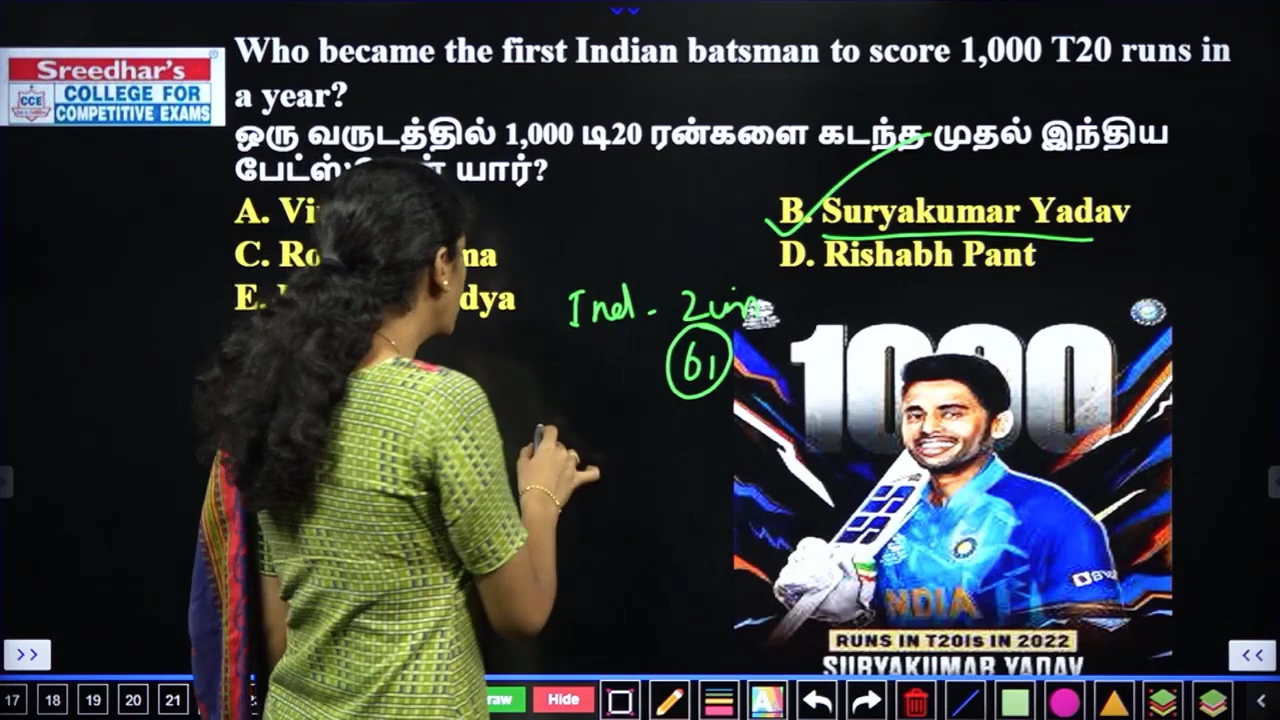 Who became the first Indian batsman to score 1,000 T20 runs in
a year?
Sreedhar's
CCE
COLLEGE FOR
COMPETITIVE EXAMS
ஒரு வருடத்தில் 1,000 டி20 ரன்களை கடந்த முதல் இந்திய
யார்?
A.
B. Suryakumar Yadav
C.
D. Rishabh Pant
E.
Ind - Zim
61
1000
INDIA
RUNS IN T20Is IN 2022
SURYAKUMAR YADAV
>>
<<
17 18 19 20 21
Hide